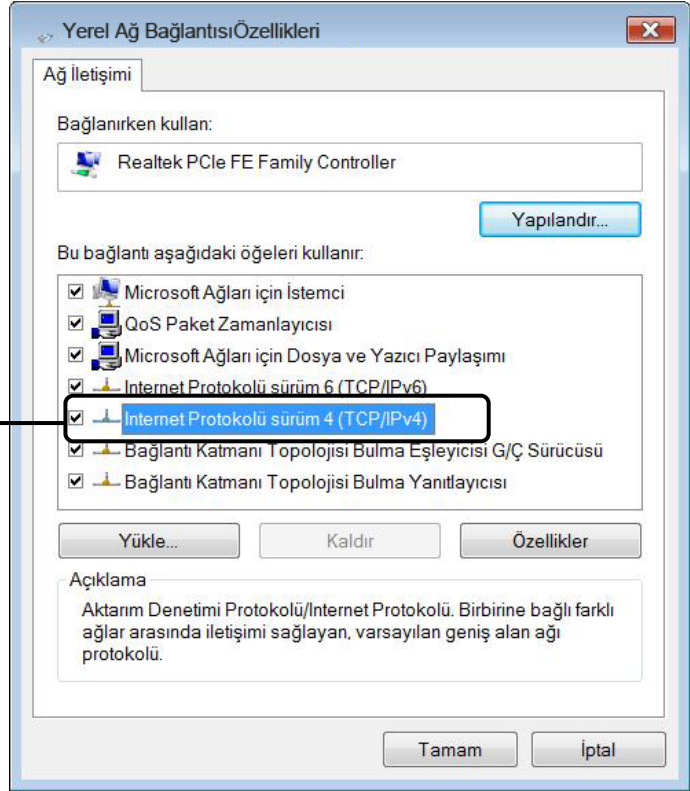 Yerel Ağ BağlantısıÖzellikleri
Ağ İletişimi
Bağlanırken kullan:
Realtek PCIe FE Family Controller
Yapılandır...
Bu bağlantı aşağıdaki öğeleri kullanır:
Microsoft Ağları için İstemci
QoS Paket Zamanlayıcısı
Microsoft Ağları için Dosya ve Yazıcı Paylaşımı
Internet Protokolü sürüm 6 (TCP/IPv6)
Internet Protokolü sürüm 4 (TCP/IPv4)
Bağlantı Katmanı Topolojisi Bulma Eşleyicisi G/Ç Sürücüsü
Bağlantı Katmanı Topolojisi Bulma Yanıtlayıcısı
Yükle... Kaldır Özellikler
Açıklama
Aktarım Denetimi Protokolü/Internet Protokolü. Birbirine bağlı farklı
ağlar arasında iletişimi sağlayan, varsayılan geniş alan ağı
protokolü.
Tamam İptal